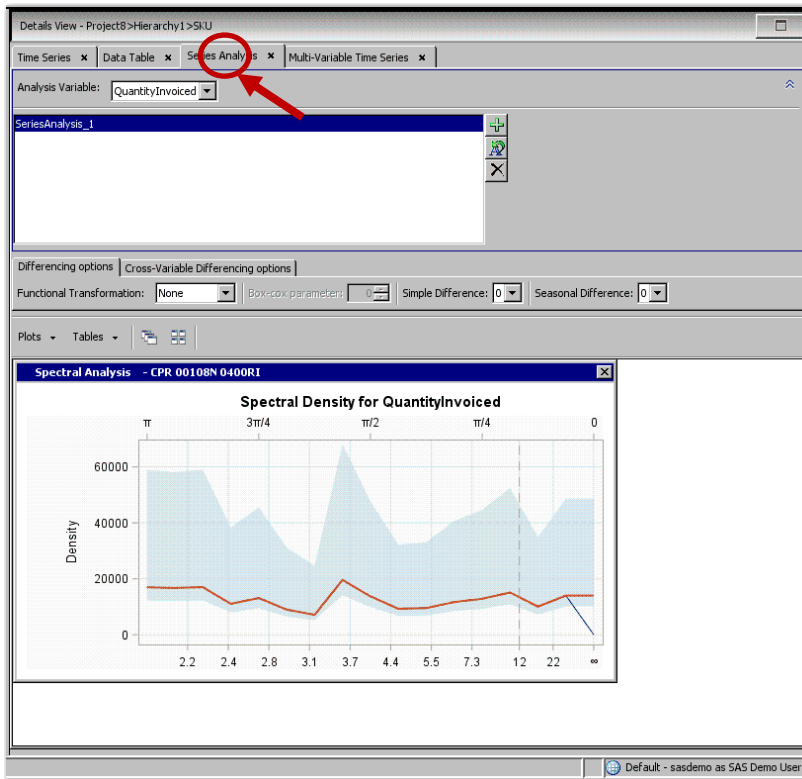 Details View - Project8>Hierarchy1>SKU
Time Series × Data Table × Series Analysis × Multi-Variable Time Series ×
Analysis Variable: QuantityInvoiced
SeriesAnalysis_1
Differencing options Cross-Variable Differencing options
Functional Transformation: None Box-cox parameter: 0 Simple Difference: 0 Seasonal Difference: 0
Plots Tables
Spectral Analysis - CPR 00108N 0400RI
Spectral Density for QuantityInvoiced
π 3π/4 π/2 π/4 0
60000
40000
20000
0
Density
2.2 2.4 2.8 3.1 3.7 4.4 5.5 7.3 12 22 ∞
Default - sasdemo as SAS Demo User